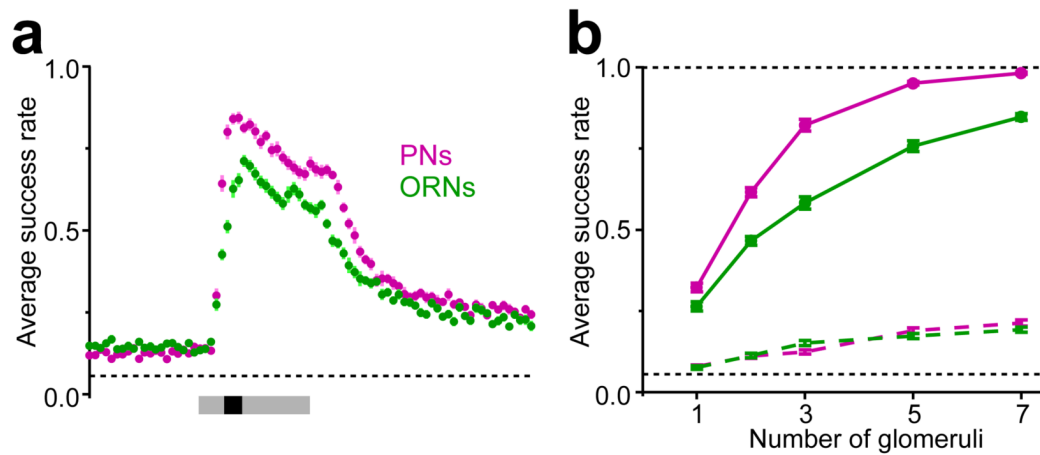 a
Average success rate
1.0
0.5
0.0
PNs
ORNs
b
Average success rate
1.0
0.5
0.0
1
3
5
7
Number of glomeruli